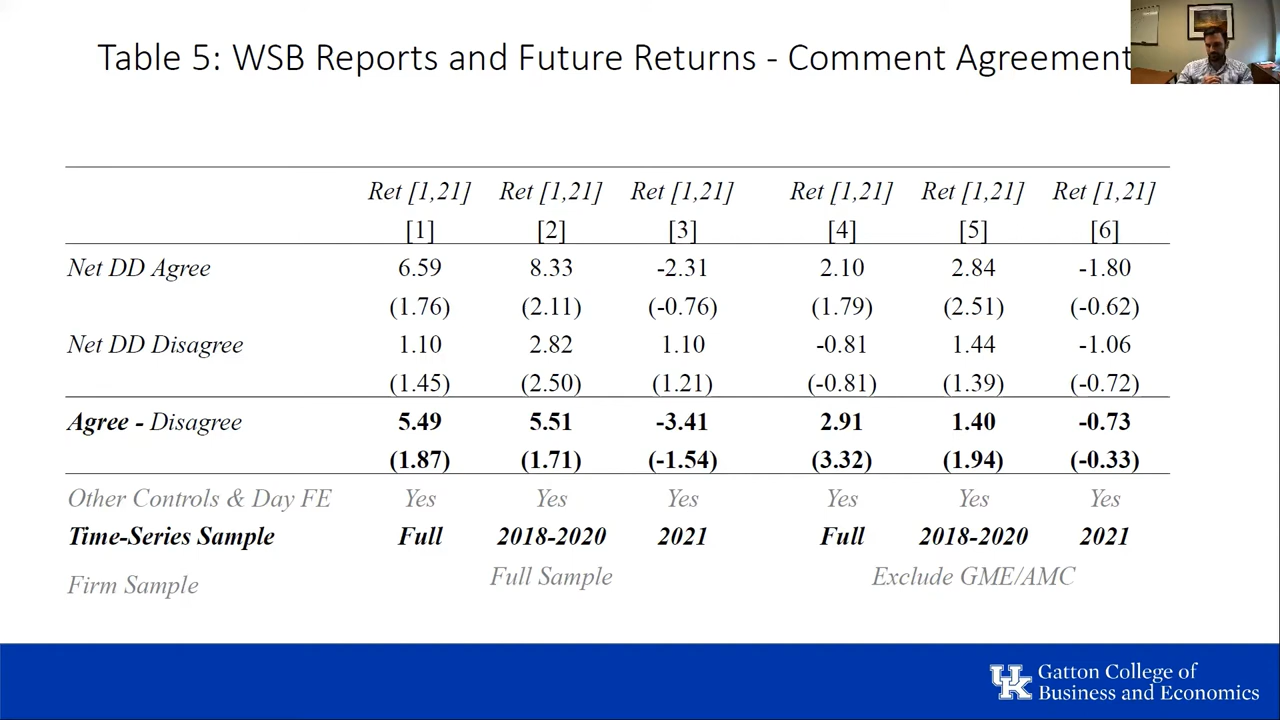 Table 5: WSB Reports and Future Returns - Comment Agreement
Ret [1,21] Ret [1,21] Ret [1,21] Ret [1,21] Ret [1,21] Ret [1,21]
[1] [2] [3] [4] [5] [6]
Net DD Agree 6.59 8.33 -2.31 2.10 2.84 -1.80
(1.76) (2.11) (-0.76) (1.79) (2.51) (-0.62)
Net DD Disagree 1.10 2.82 1.10 -0.81 1.44 -1.06
(1.45) (2.50) (1.21) (-0.81) (1.39) (-0.72)
Agree - Disagree 5.49 5.51 -3.41 2.91 1.40 -0.73
(1.87) (1.71) (-1.54) (3.32) (1.94) (-0.33)
Other Controls & Day FE Yes Yes Yes Yes Yes Yes
Time-Series Sample Full 2018-2020 2021 Full 2018-2020 2021
Firm Sample Full Sample Exclude GME/AMC
UK Gatton College of
Business and Economics